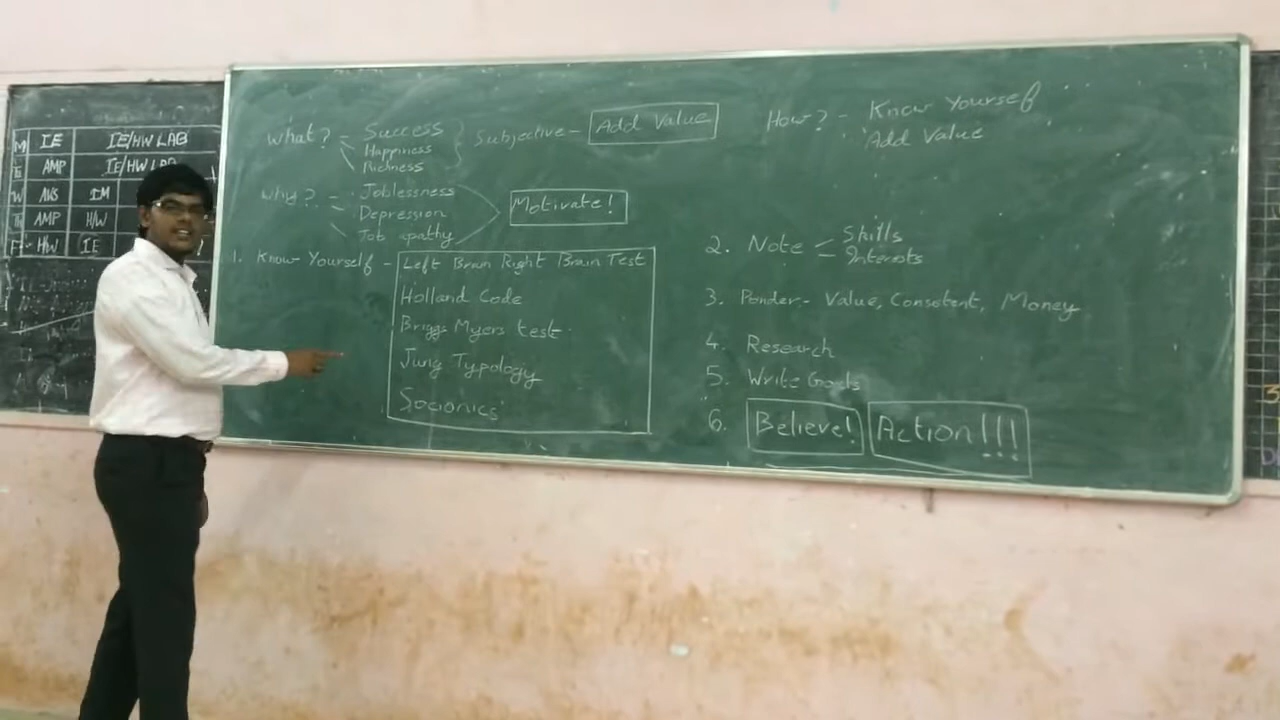 M IE IE/HW LAB
AMP IE/HW LAB
W ANS IM
AMP H/W
F H/W IE
What? - Success
Happiness
Richness
Subjective - Add Value
Why? - Joblessness
Depression
Job apathy
Motivate!
1. Know Yourself - Left Brain Right Brain Test
Holland Code
Briggs Myers test
Jung Typology
Socionics
How? - Know Yourself
Add Value
2. Note - Skills
Interests
3. Ponder - Value, Constent, Money
4. Research
5. Write Goals
6. Believe! Action!!!